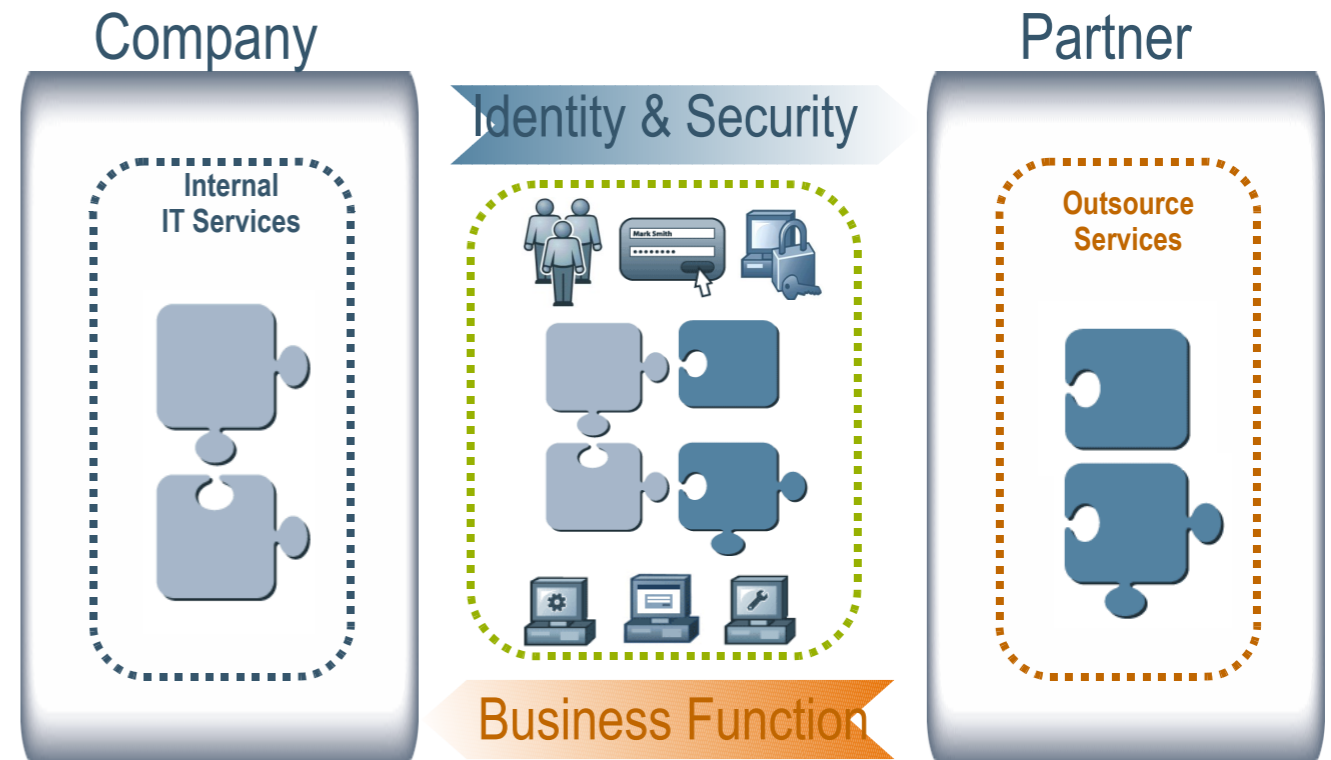 Company
Partner
Identity & Security
Internal
IT Services
Outsource
Services
Mark Smith
Business Function